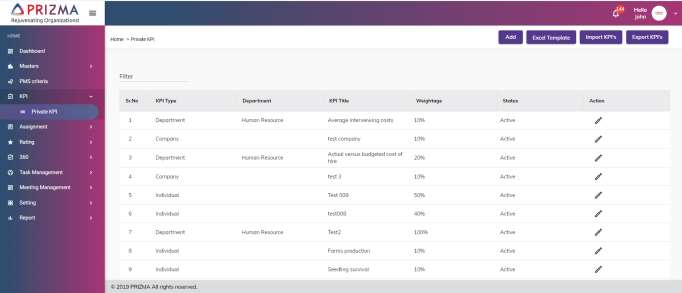 PRIZMA
Rejuvenating Organizations!
144
Hello
John
HOME
Dashboard
Masters
PMS criteria
KPI
Private KPI
Assignment
Rating
360
Task Management
Meeting Management
Setting
Report
Home > Private KPI
Add
Excel Template
Import KPI's
Export KPI's
Filter
Sr.No KPI Type Department KPI Title Weightage Status Action
1 Department Human Resource Average interviewing costs 10% Active
2 Company test company 10% Active
3 Department Human Resource Actual versus budgeted cost of
hire 20% Active
4 Company test 3 10% Active
5 Individual Test 009 50% Active
6 Individual test008 40% Active
7 Department Human Resource Test2 100% Active
8 Individual Farms production 10% Active
9 Individual Seedling survival 10% Active
© 2019 PRIZMA All rights reserved.